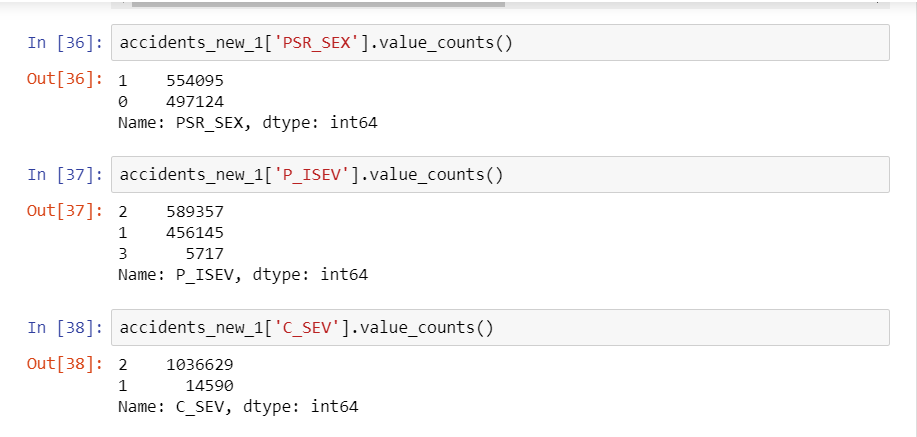 In [36]: accidents_new_1['PSR_SEX'].value_counts()
Out[36]: 1    554095
0    497124
Name: PSR_SEX, dtype: int64
In [37]: accidents_new_1['P_ISEV'].value_counts()
Out[37]: 2    589357
1    456145
3      5717
Name: P_ISEV, dtype: int64
In [38]: accidents_new_1['C_SEV'].value_counts()
Out[38]: 2    1036629
1      14590
Name: C_SEV, dtype: int64